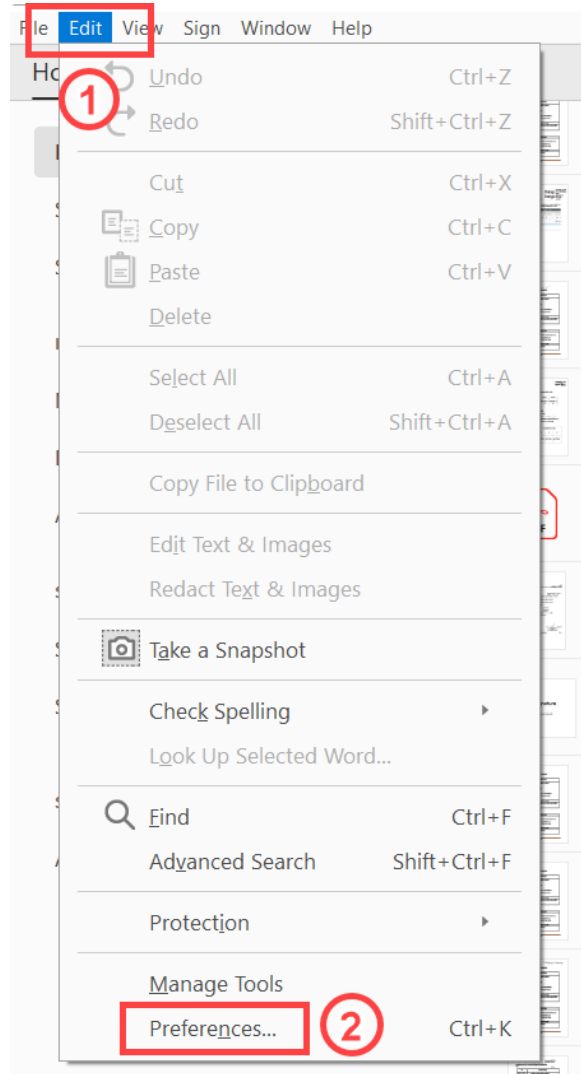 File Edit View Sign Window Help
1
Undo Ctrl+Z
Redo Shift+Ctrl+Z
Cut Ctrl+X
Copy Ctrl+C
Paste Ctrl+V
Delete
Select All Ctrl+A
Deselect All Shift+Ctrl+A
Copy File to Clipboard
Edit Text & Images
Redact Text & Images
Take a Snapshot
Check Spelling
Look Up Selected Word...
Find Ctrl+F
Advanced Search Shift+Ctrl+F
Protection
Manage Tools
Preferences... 2 Ctrl+K